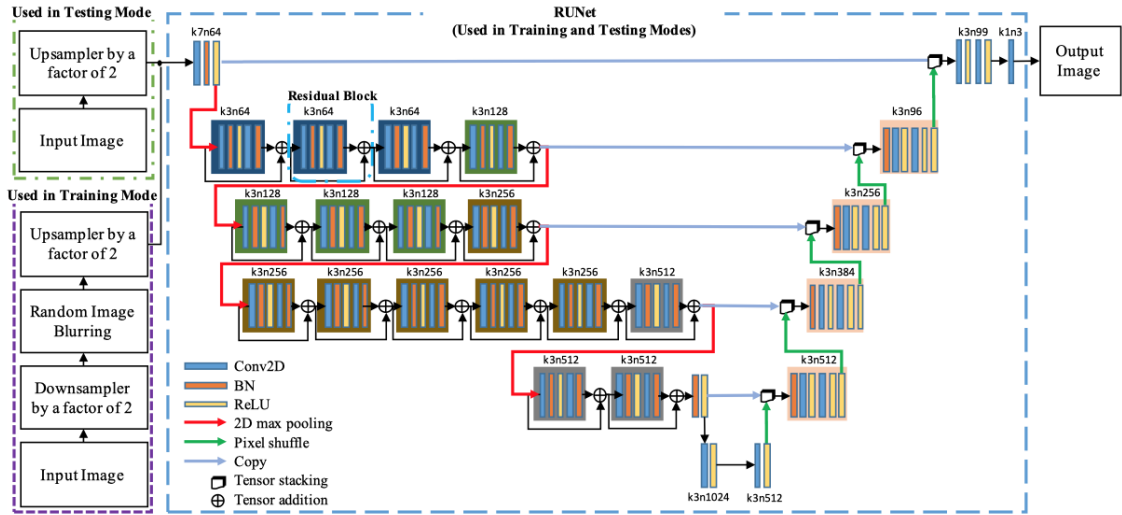 Used in Testing Mode
Upsampler by a
factor of 2
Input Image
Used in Training Mode
Upsampler by a
factor of 2
Random Image
Blurring
Downsampler
by a factor of 2
Input Image
RUNet
(Used in Training and Testing Modes)
k7n64
k3n99
k1n3
Output
Image
Residual Block
k3n64
k3n64
k3n64
k3n128
k3n96
k3n128
k3n128
k3n128
k3n256
k3n256
k3n256
k3n256
k3n256
k3n256
k3n256
k3n512
k3n384
k3n512
k3n512
k3n512
k3n1024
k3n512
Conv2D
BN
ReLU
2D max pooling
Pixel shuffle
Copy
Tensor stacking
Tensor addition